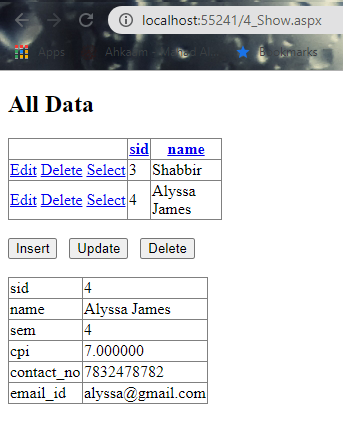 localhost:55241/4_Show.aspx
Apps
Bookmarks
All Data
sid name
Edit Delete Select 3 Shabbir
Edit Delete Select 4 Alyssa
James
Insert Update Delete
sid 4
name Alyssa James
sem 4
cpi 7.000000
contact_no 7832478782
email_id alyssa@gmail.com